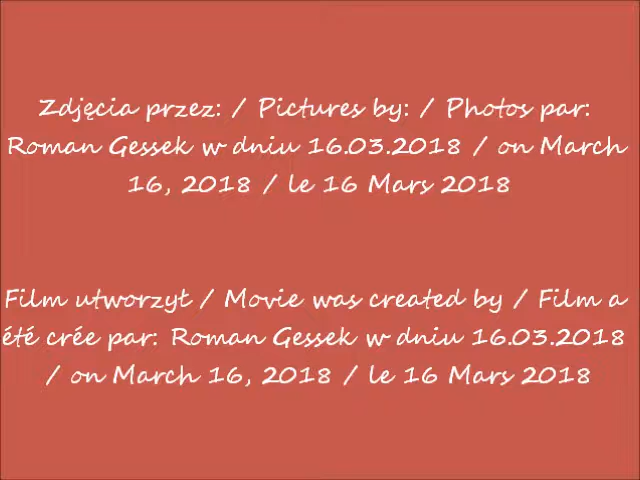 Zdjęcia przez: / Pictures by: / Photos par:
Roman Gessek w dniu 16.03.2018 / on March
16, 2018 / le 16 Mars 2018
Film utworzył / Movie was created by / Film a
été crée par: Roman Gessek w dniu 16.03.2018
/ on March 16, 2018 / le 16 Mars 2018